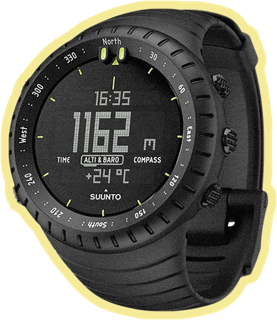 North
330
30
300
60
West
East
240
120
210
150
South
16:35
1162 M
TIME ALTI & BARO COMPASS
+24 °C
SUUNTO